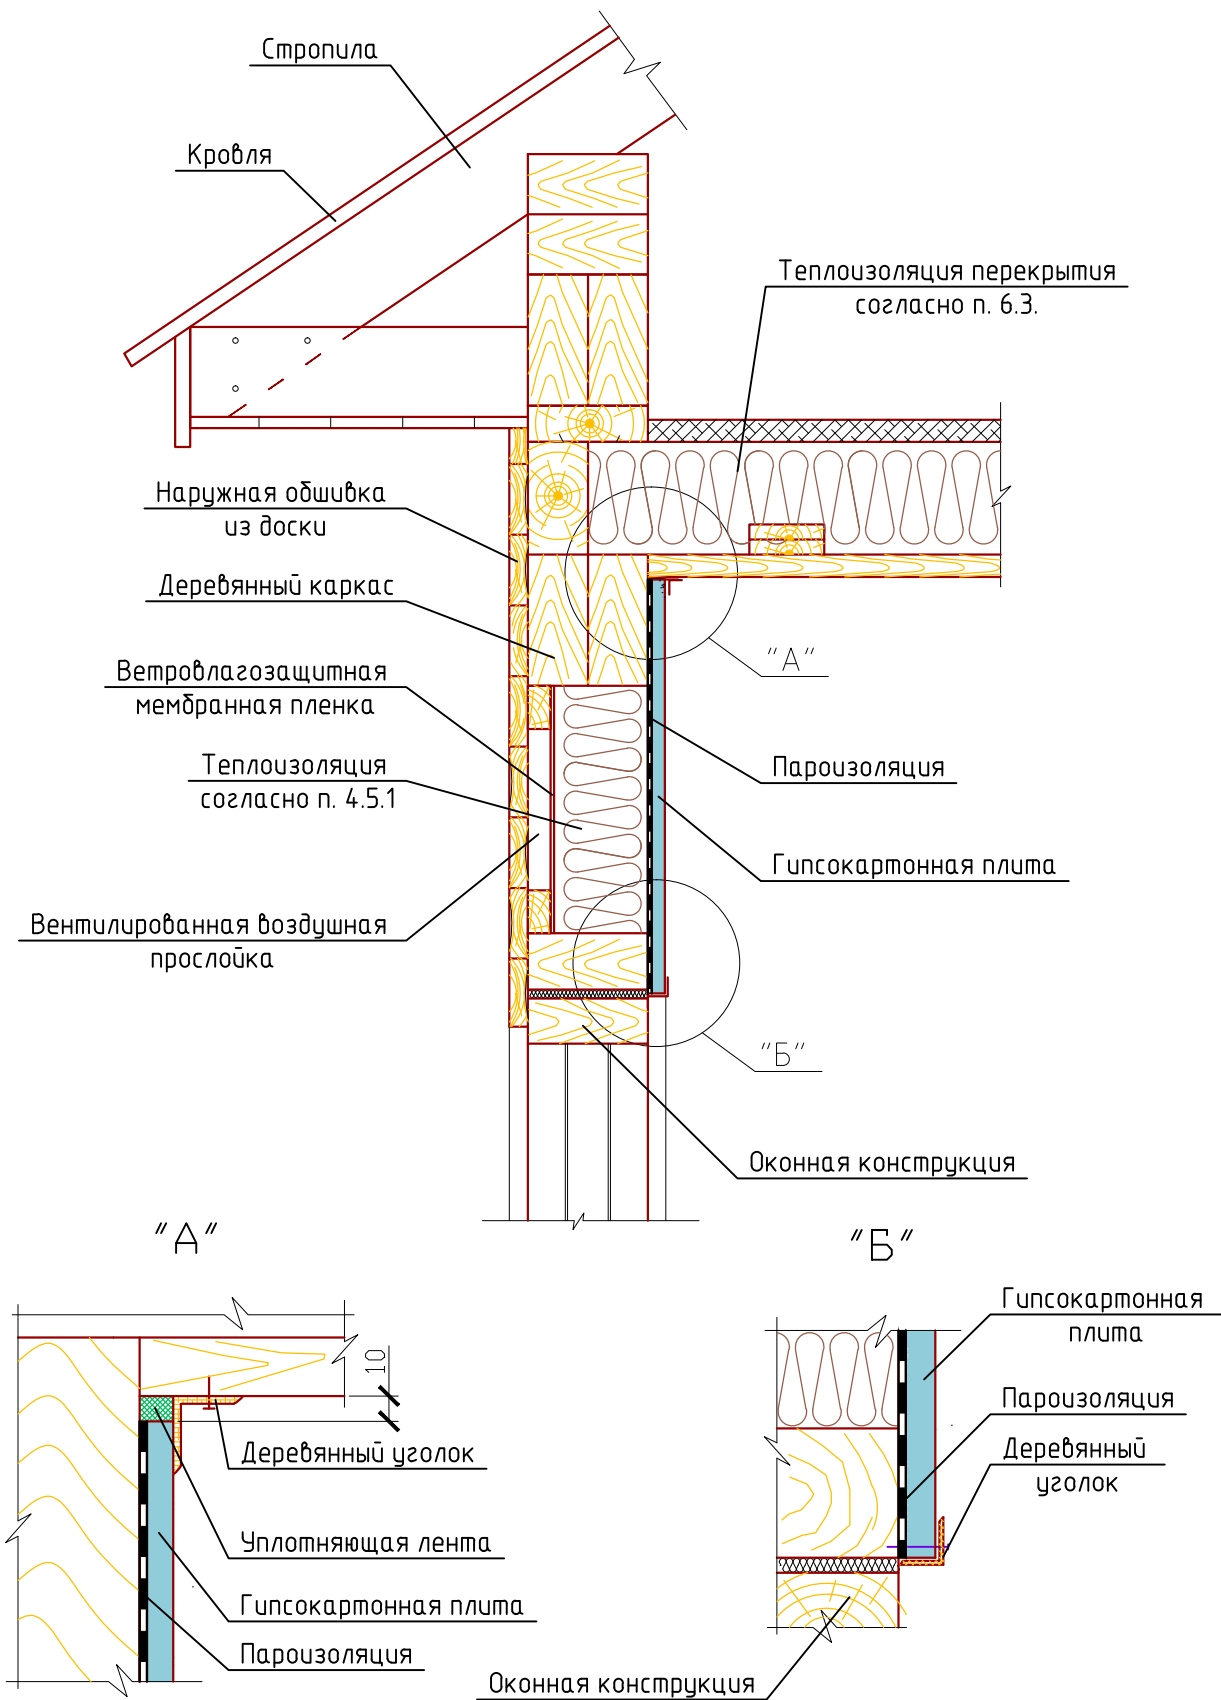 Стропила
Кровля
Теплоизоляция перекрытия
согласно п. 6.3.
Наружная обшивка
из доски
Деревянный каркас
"А"
Ветровлагозащитная
мембранная пленка
Теплоизоляция
согласно п. 4.5.1
Пароизоляция
Гипсокартонная плита
Вентилированная воздушная
прослойка
"Б"
Оконная конструкция
"А"
"Б"
10
Деревянный уголок
Уплотняющая лента
Гипсокартонная плита
Пароизоляция
Гипсокартонная
плита
Пароизоляция
Деревянный
уголок
Оконная конструкция